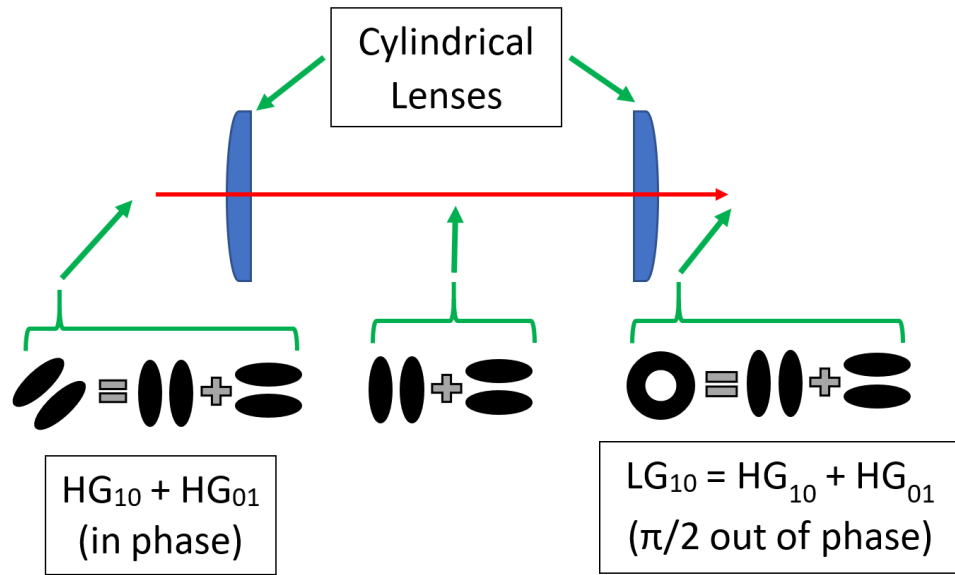 Cylindrical
Lenses
HG₁₀ + HG₀₁
(in phase)
LG₁₀ = HG₁₀ + HG₀₁
(π/2 out of phase)